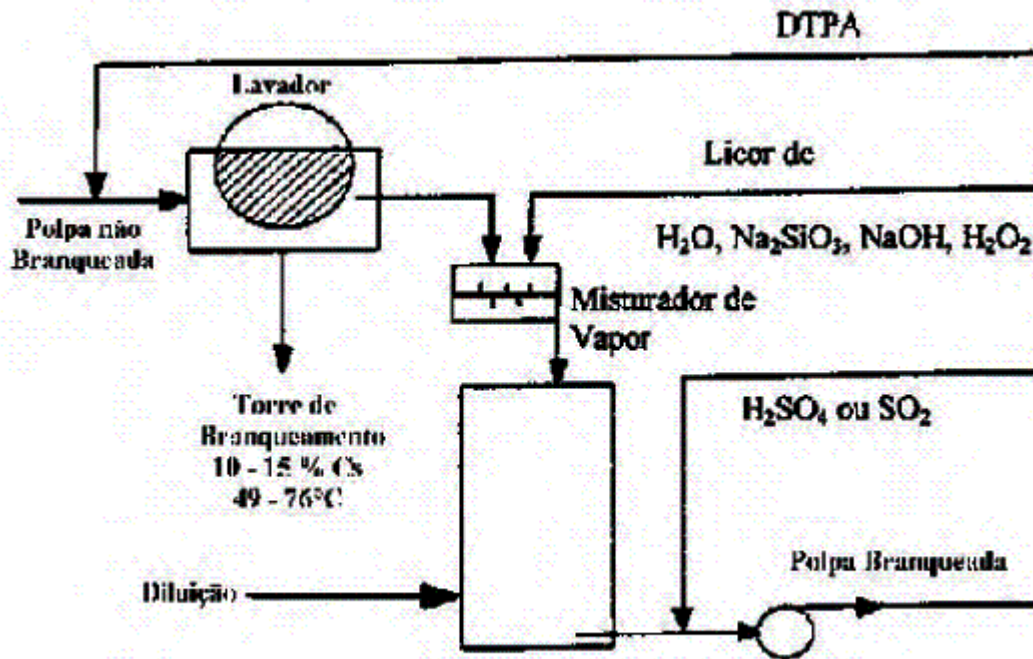 DTPA
Lavador
Licor de
Polpa não
Branqueada
H₂O, Na₂SiO₃, NaOH, H₂O₂
Misturador de
Vapor
Torre de
Branqueamento
10 - 15 % Cs
49 - 76°C
H₂SO₄ ou SO₂
Polpa Branqueada
Diluição